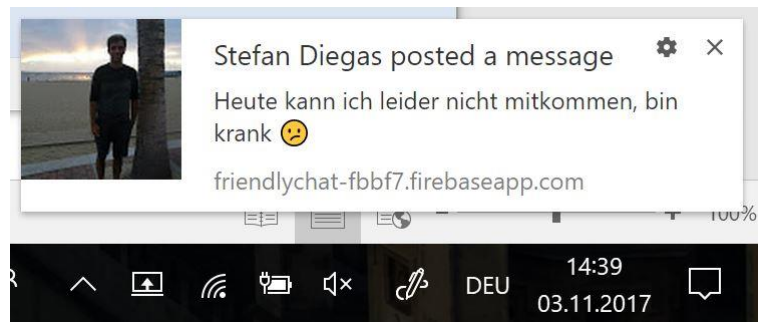 Stefan Diegas posted a message
Heute kann ich leider nicht mitkommen, bin
krank 😕
friendlychat-fbbf7.firebaseapp.com
100%
DEU
14:39
03.11.2017